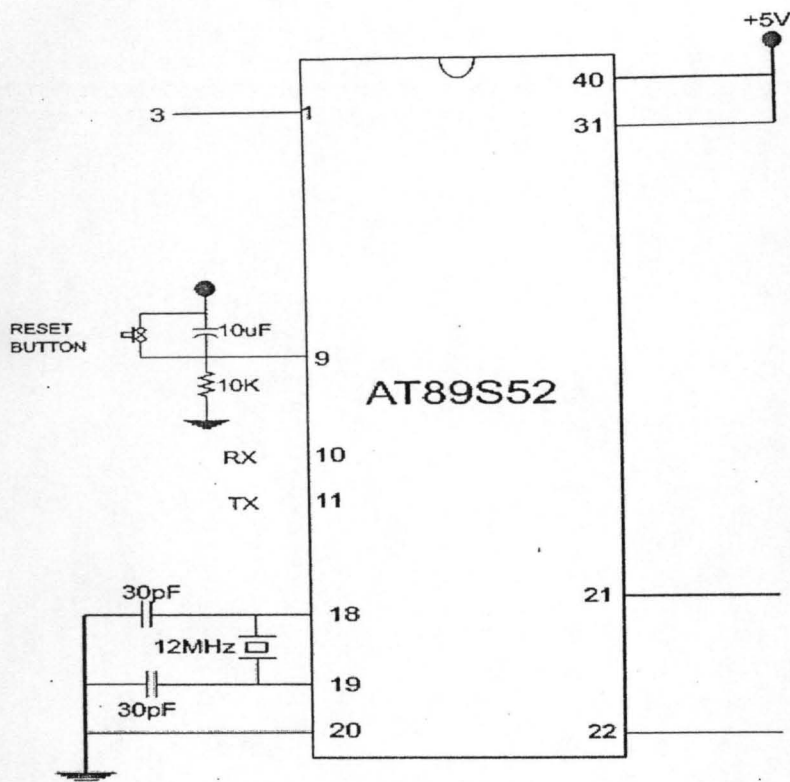 +5V
40
3
1
31
RESET
BUTTON
10uF
9
10K
AT89S52
RX
10
TX
11
30pF
18
21
12MHz
19
30pF
20
22